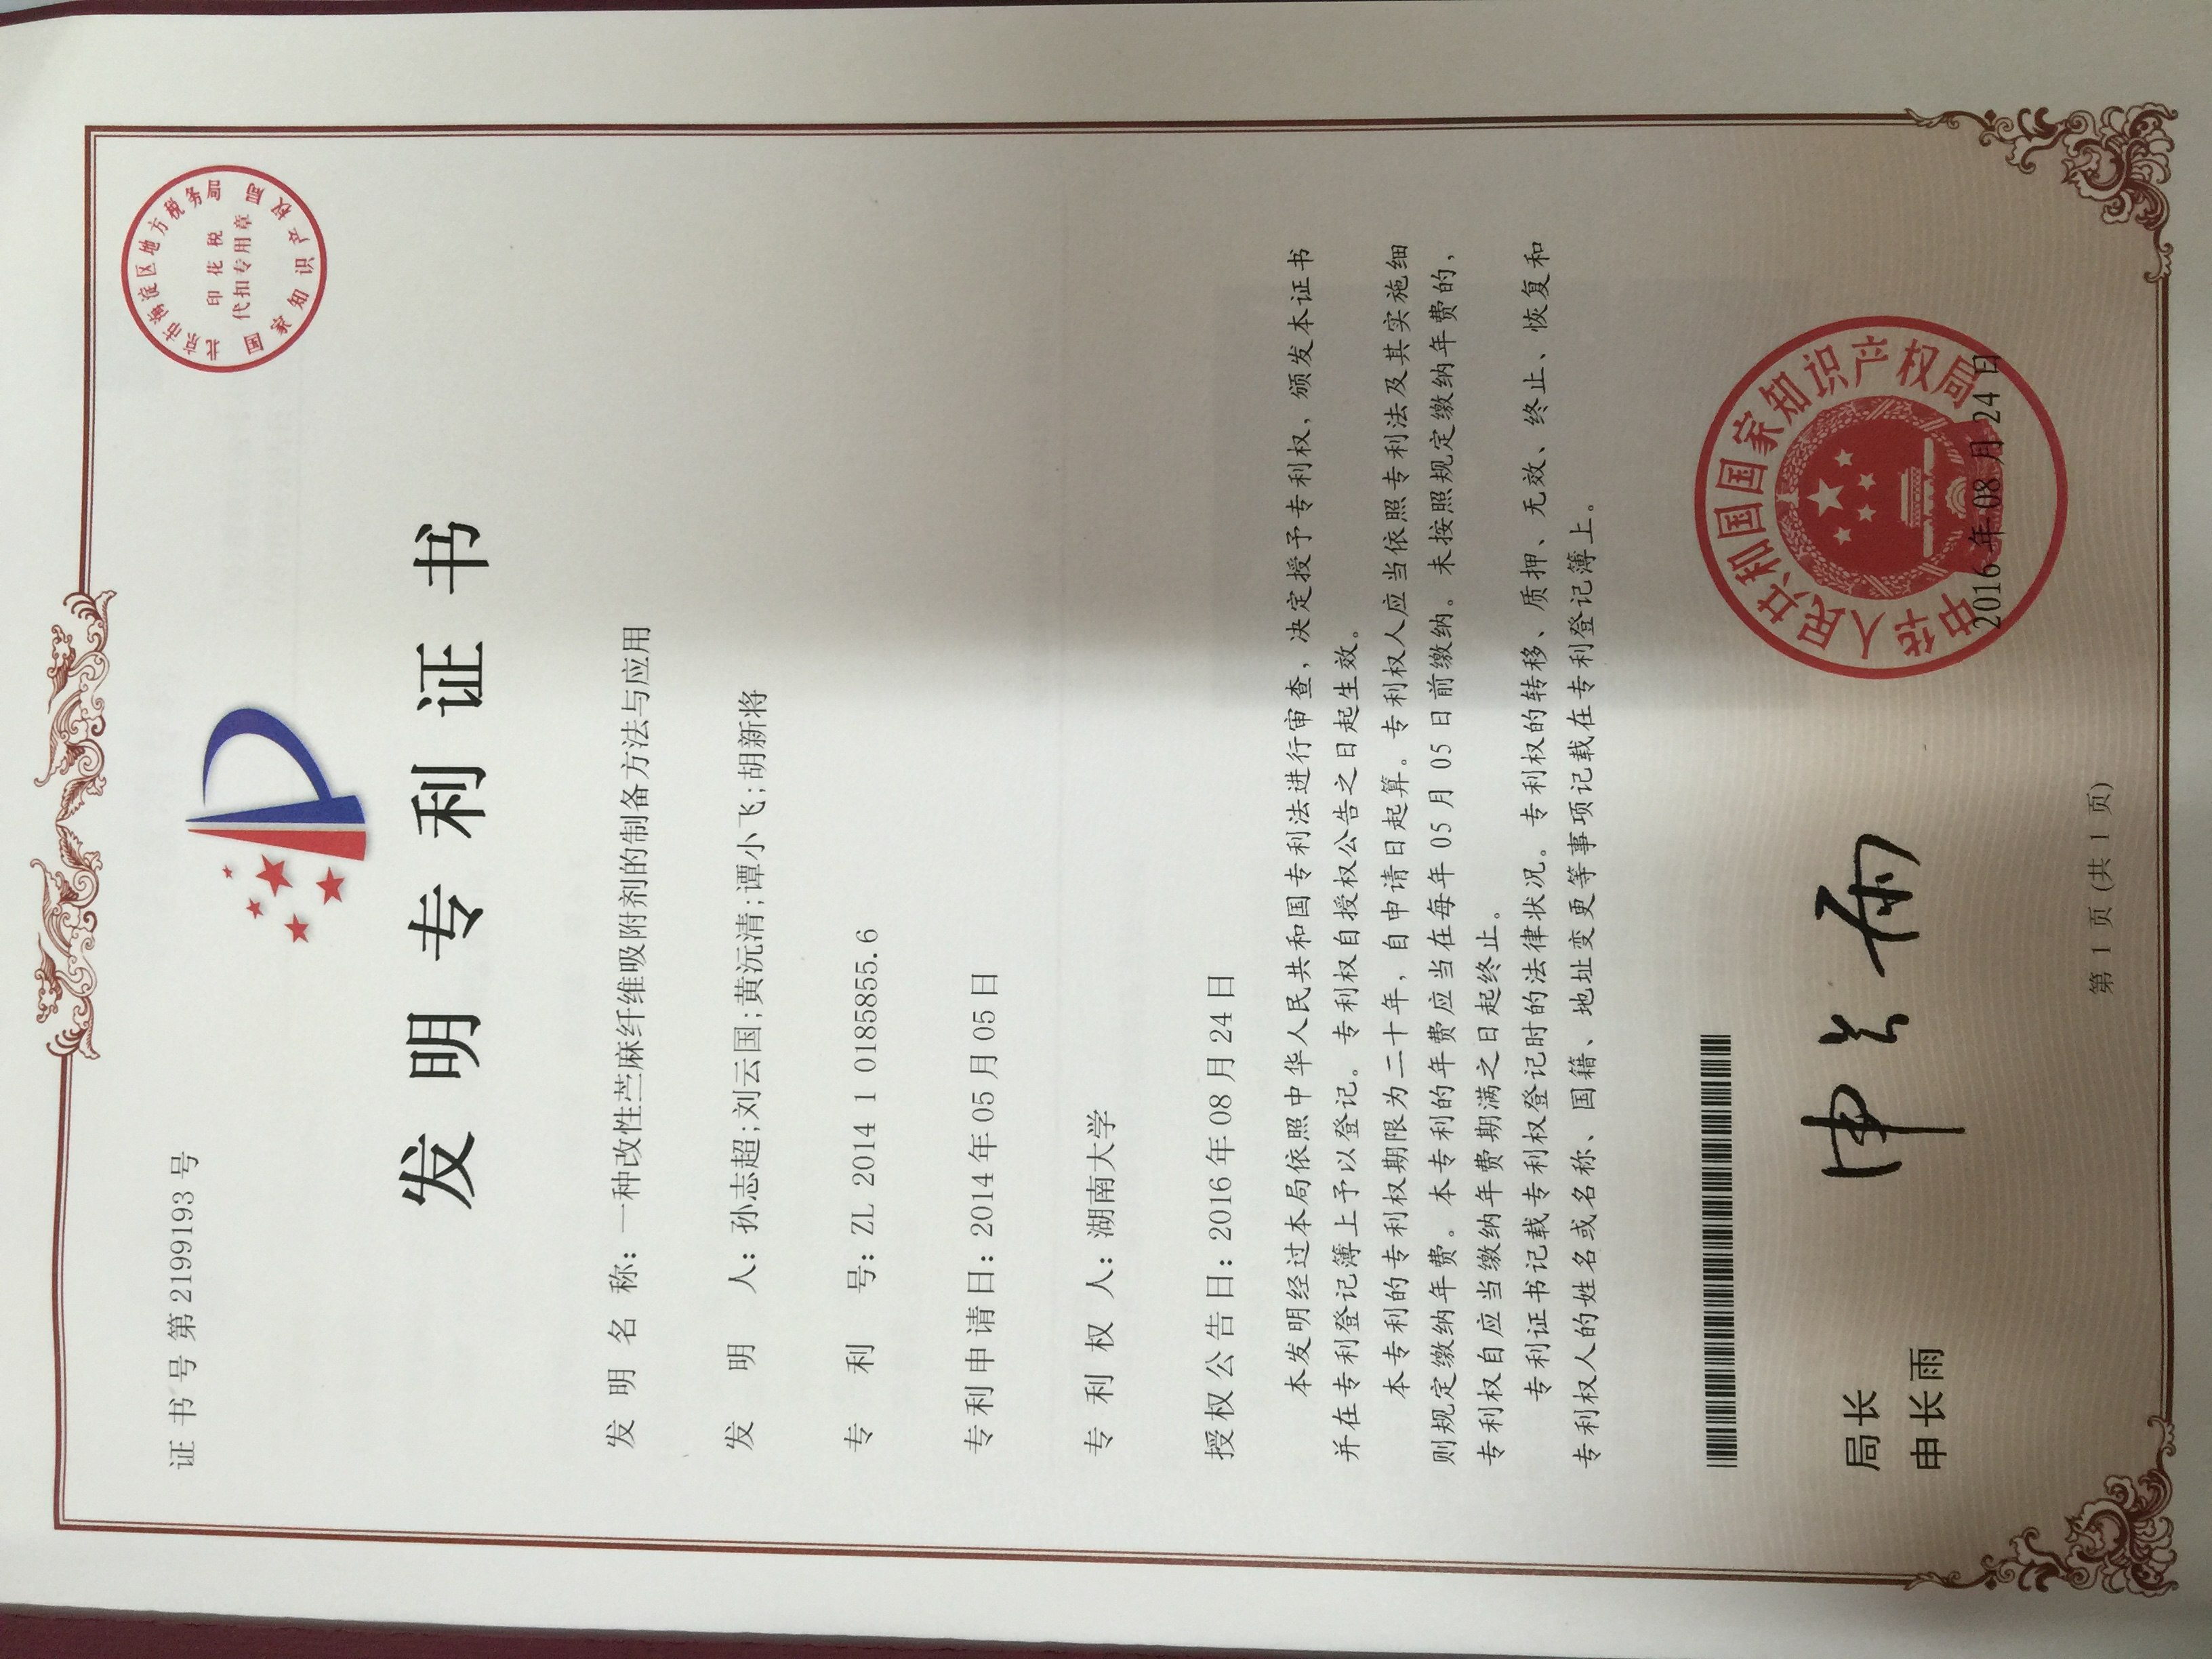 证书号第2199193号
北京市海淀区地方税务局
印花税
代扣专用章
国家知识产权局
发明专利证书
发明名称：一种改性苎麻纤维吸附剂的制备方法与应用
发明人：孙志超;刘云国;黄沅清;谭小飞;胡新将
专利号：ZL 2014 1 0185855.6
专利申请日：2014年05月05日
专利权人：湖南大学
授权公告日：2016年08月24日
本发明经过本局依照中华人民共和国专利法进行审查，决定授予专利权，颁发本证书
并在专利登记簿上予以登记。专利权自授权公告之日起生效。
本专利的专利权期限为二十年，自申请日起算。专利权人应当依照专利法及其实施细
则规定缴纳年费。本专利的年费应当在每年05月05日前缴纳。未按照规定缴纳年费的，
专利权自应当缴纳年费期满之日起终止。
专利证书记载专利权登记时的法律状况。专利权的转移、质押、无效、终止、恢复和
专利权人的姓名或名称、国籍、地址变更等事项记载在专利登记簿上。
局长
申长雨
申长雨
中华人民共和国国家知识产权局
2016年08月24日
第1页(共1页)